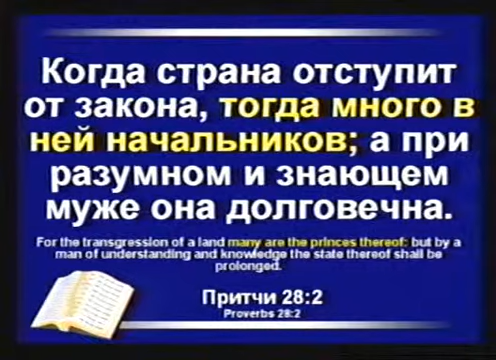 Когда страна отступит
от закона, тогда много в
ней начальников; а при
разумном и знающем
муже она долговечна.
For the transgression of a land many are the princes thereof: but by a
man of understanding and knowledge the state thereof shall be
prolonged.
Притчи 28:2
Proverbs 28:2